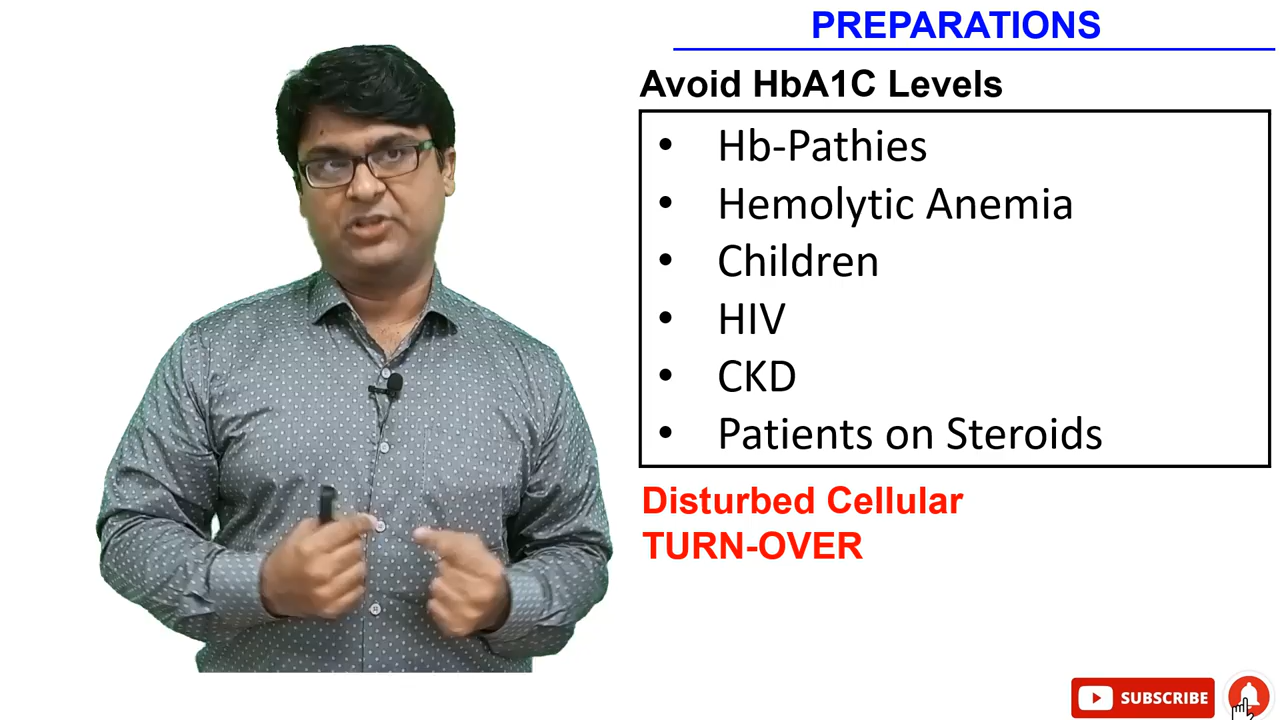 PREPARATIONS
Avoid HbA1C Levels
• Hb-Pathies
• Hemolytic Anemia
• Children
• HIV
• CKD
• Patients on Steroids
Disturbed Cellular
TURN-OVER
SUBSCRIBE